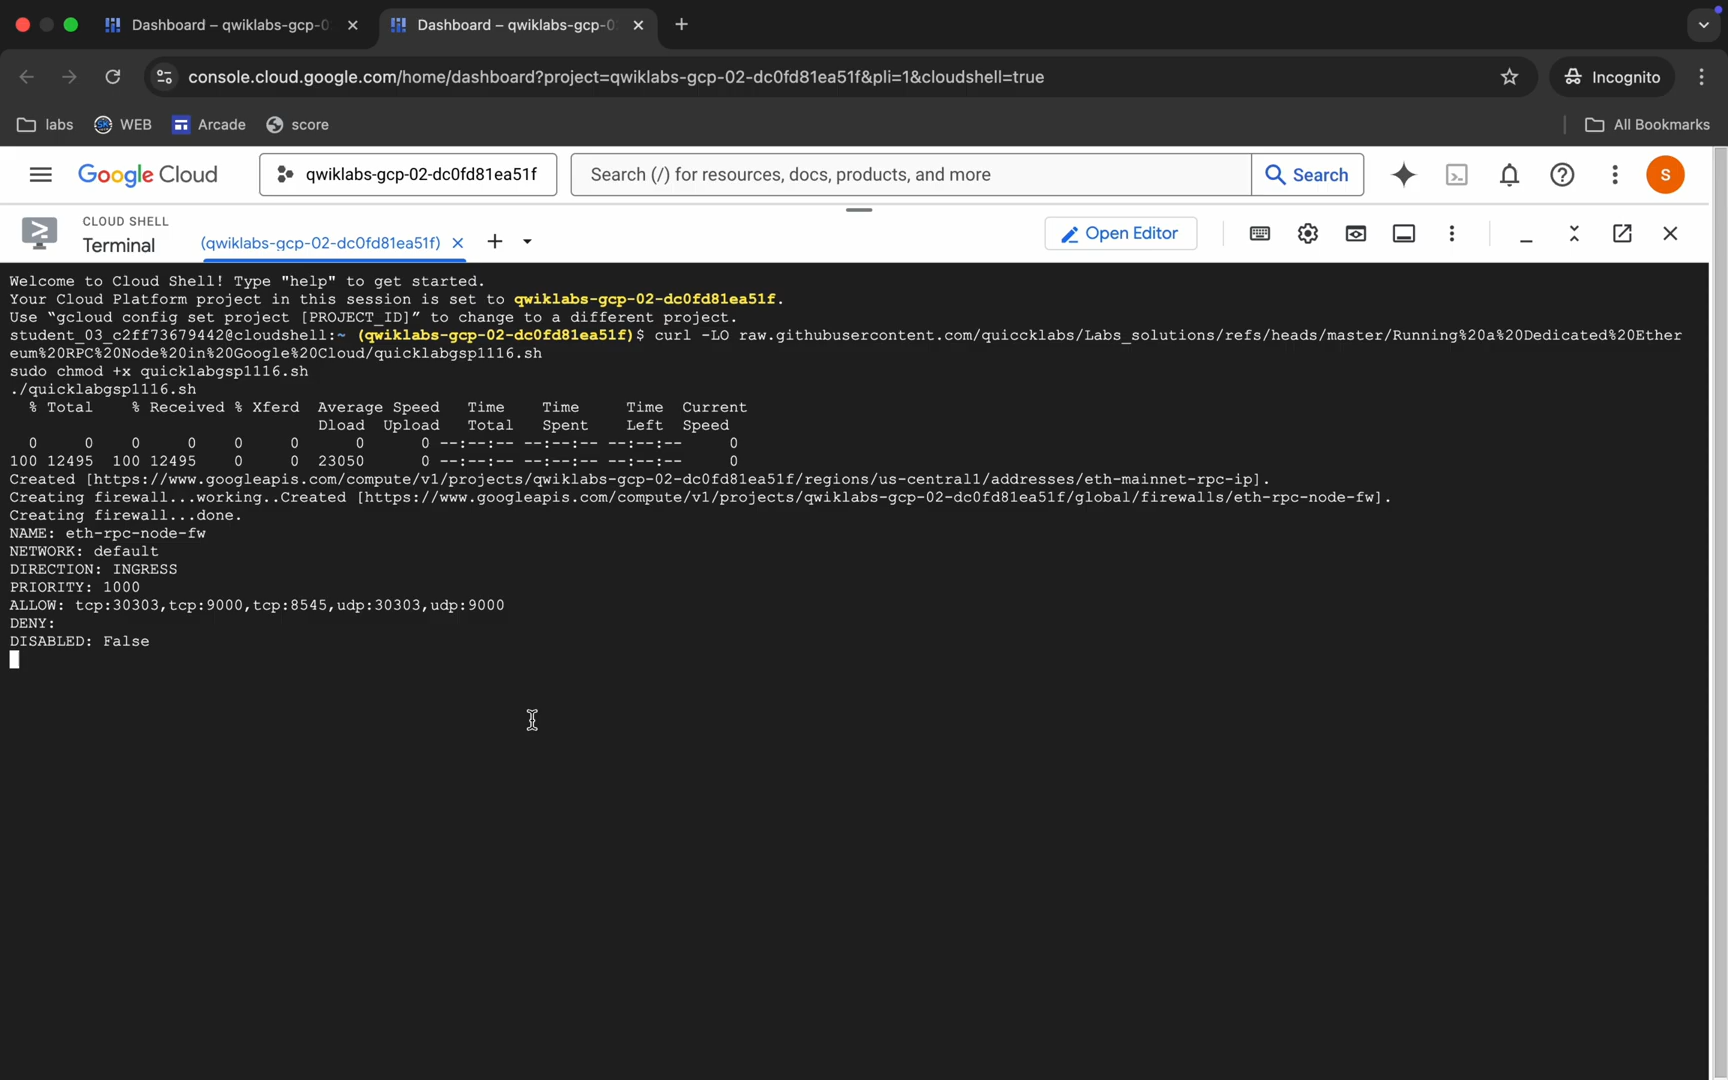 Dashboard – qwiklabs-gcp-0
Dashboard – qwiklabs-gcp-0
console.cloud.google.com/home/dashboard?project=qwiklabs-gcp-02-dc0fd81ea51f&pli=1&cloudshell=true
Incognito
labs
WEB
Arcade
score
All Bookmarks
Google Cloud
qwiklabs-gcp-02-dc0fd81ea51f
Search (/) for resources, docs, products, and more
Search
S
CLOUD SHELL
Terminal
(qwiklabs-gcp-02-dc0fd81ea51f)
Open Editor
Welcome to Cloud Shell! Type "help" to get started.
Your Cloud Platform project in this session is set to qwiklabs-gcp-02-dc0fd81ea51f.
Use “gcloud config set project [PROJECT_ID]” to change to a different project.
student_03_c2ff73679442@cloudshell:~ (qwiklabs-gcp-02-dc0fd81ea51f)$ curl -LO raw.githubusercontent.com/quiccklabs/Labs_solutions/refs/heads/master/Running%20a%20Dedicated%20Ether
eum%20RPC%20Node%20in%20Google%20Cloud/quicklabgsp1116.sh
sudo chmod +x quicklabgsp1116.sh
./quicklabgsp1116.sh
% Total % Received % Xferd Average Speed Time Time Time Current
Dload Upload Total Spent Left Speed
0 0 0 0 0 0 0 0 --:--:-- --:--:-- --:--:-- 0
100 12495 100 12495 0 0 23050 0 --:--:-- --:--:-- --:--:-- 0
Created [https://www.googleapis.com/compute/v1/projects/qwiklabs-gcp-02-dc0fd81ea51f/regions/us-central1/addresses/eth-mainnet-rpc-ip].
Creating firewall...working..Created [https://www.googleapis.com/compute/v1/projects/qwiklabs-gcp-02-dc0fd81ea51f/global/firewalls/eth-rpc-node-fw].
Creating firewall...done.
NAME: eth-rpc-node-fw
NETWORK: default
DIRECTION: INGRESS
PRIORITY: 1000
ALLOW: tcp:30303,tcp:9000,tcp:8545,udp:30303,udp:9000
DENY:
DISABLED: False